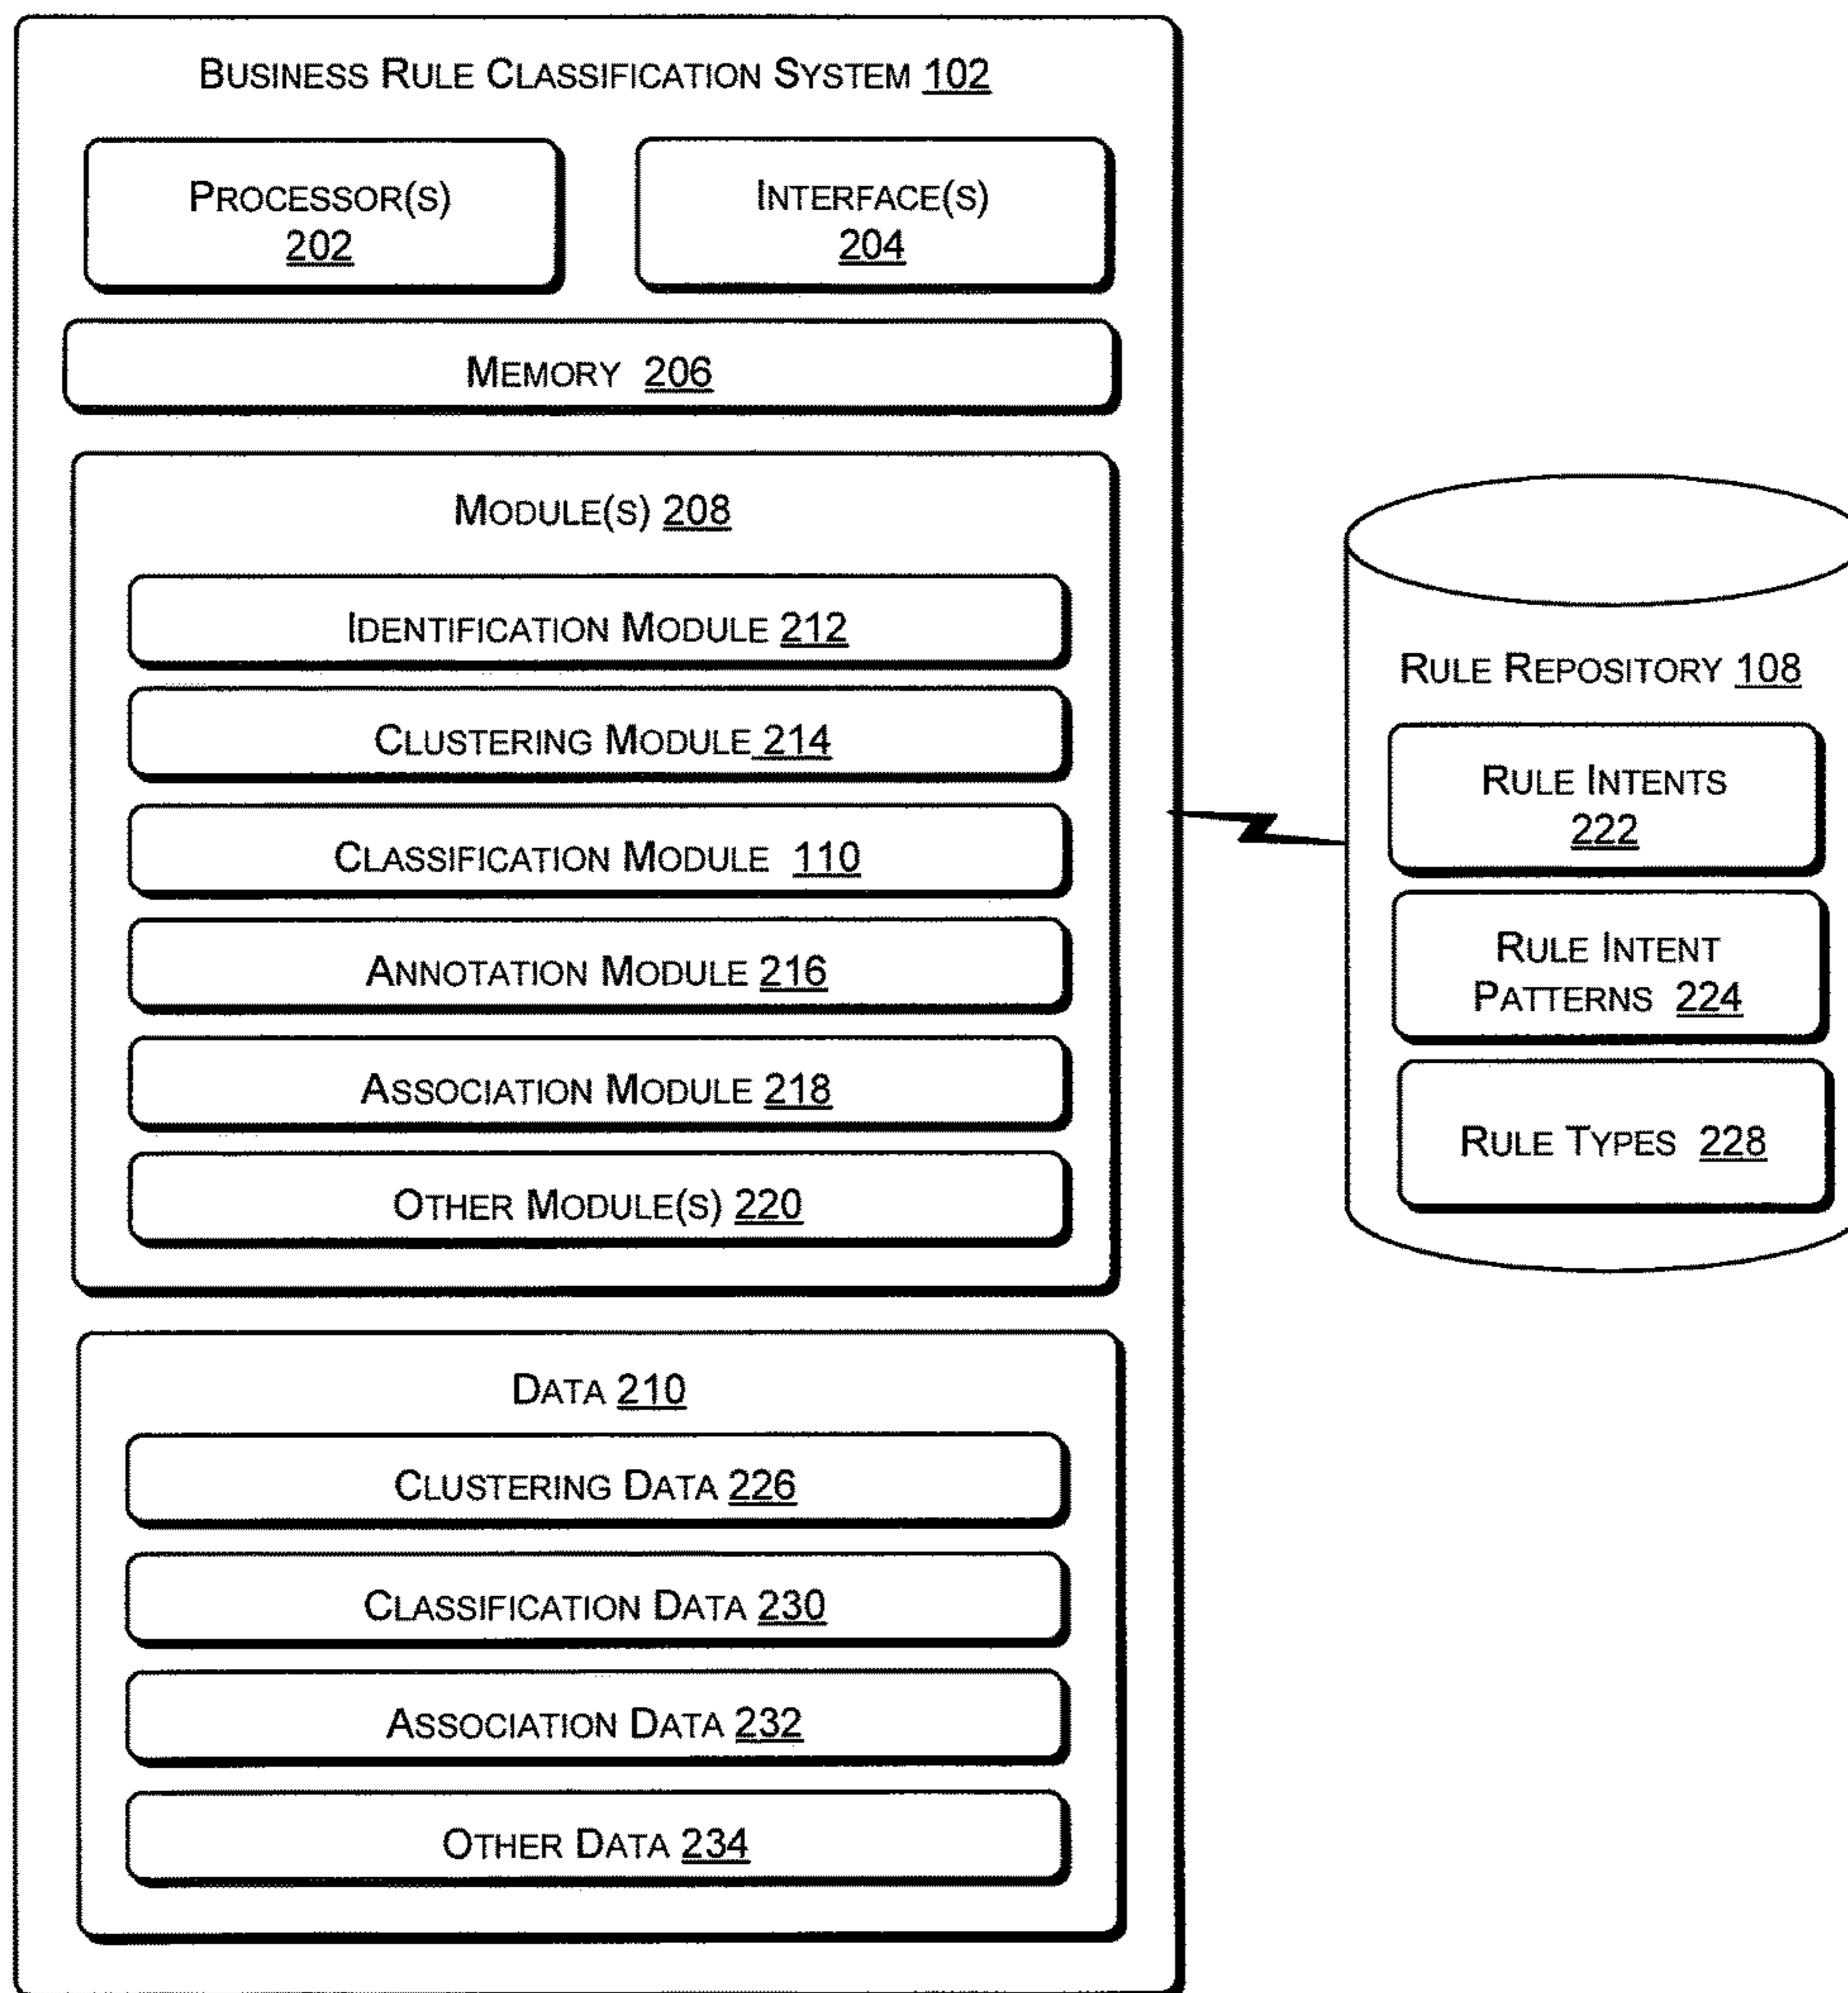 BUSINESS RULE CLASSIFICATION SYSTEM 102
PROCESSOR(S)
202
INTERFACE(S)
204
MEMORY 206
MODULE(S) 208
IDENTIFICATION MODULE 212
CLUSTERING MODULE 214
CLASSIFICATION MODULE 110
ANNOTATION MODULE 216
ASSOCIATION MODULE 218
OTHER MODULE(S) 220
DATA 210
CLUSTERING DATA 226
CLASSIFICATION DATA 230
ASSOCIATION DATA 232
OTHER DATA 234
RULE REPOSITORY 108
RULE INTENTS
222
RULE INTENT
PATTERNS 224
RULE TYPES 228